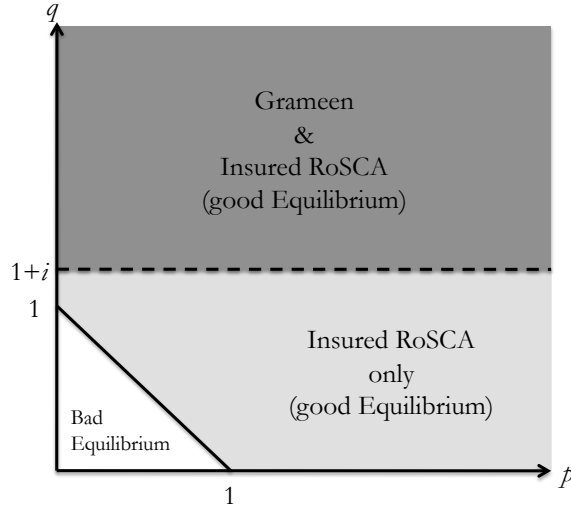 q
Grameen
&
Insured RoSCA
(good Equilibrium)
1+i
1
Insured RoSCA
only
(good Equilibrium)
Bad
Equilibrium
1
p